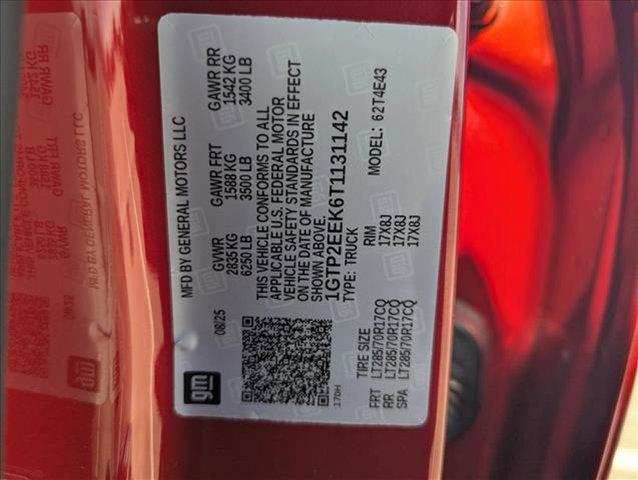 gm
08/25
MFD BY GENERAL MOTORS LLC
GVWR GAWR FRT GAWR RR
2835 KG 1588 KG 1542 KG
6250 LB 3500 LB 3400 LB
THIS VEHICLE CONFORMS TO ALL
APPLICABLE U.S. FEDERAL MOTOR
VEHICLE SAFETY STANDARDS IN EFFECT
ON THE DATE OF MANUFACTURE
SHOWN ABOVE.
1GTP2EEK6T1131142
TYPE: TRUCK MODEL: 62T4E43
170H
TIRE SIZE RIM
FRT LT285/70R17CQ 17X8J
RR LT285/70R17CQ 17X8J
SPA LT285/70R17CQ 17X8J